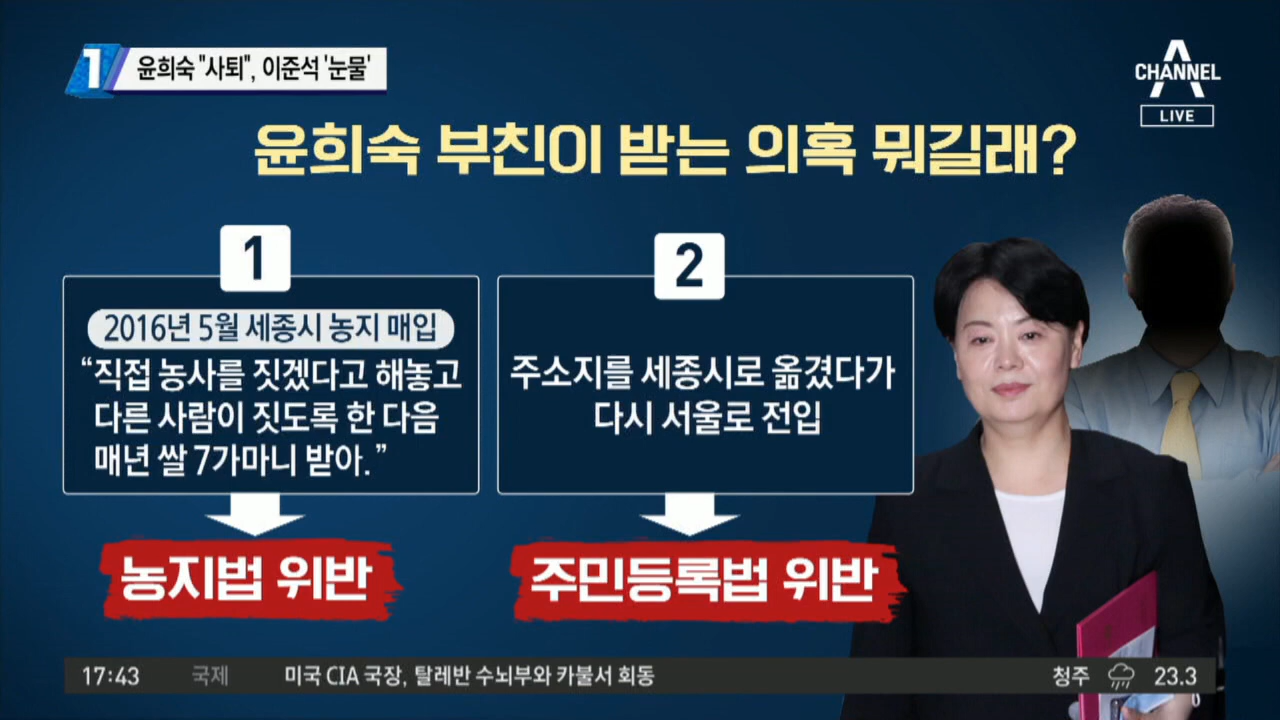 1 윤희숙 "사퇴", 이준석 '눈물'
CHANNEL
LIVE
윤희숙 부친이 받는 의혹 뭐길래?
1
2016년 5월 세종시 농지 매입
“직접 농사를 짓겠다고 해놓고
다른 사람이 짓도록 한 다음
매년 쌀 7가마니 받아.”
농지법 위반
2
주소지를 세종시로 옮겼다가
다시 서울로 전입
주민등록법 위반
17:43 국제 미국 CIA 국장, 탈레반 수뇌부와 카불서 회동 청주 23.3